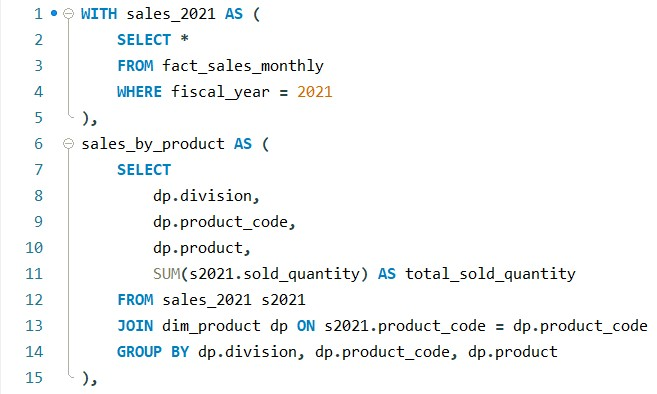 1 WITH sales_2021 AS (
2 SELECT *
3 FROM fact_sales_monthly
4 WHERE fiscal_year = 2021
5 ),
6 sales_by_product AS (
7 SELECT
8 dp.division,
9 dp.product_code,
10 dp.product,
11 SUM(s2021.sold_quantity) AS total_sold_quantity
12 FROM sales_2021 s2021
13 JOIN dim_product dp ON s2021.product_code = dp.product_code
14 GROUP BY dp.division, dp.product_code, dp.product
15 ),